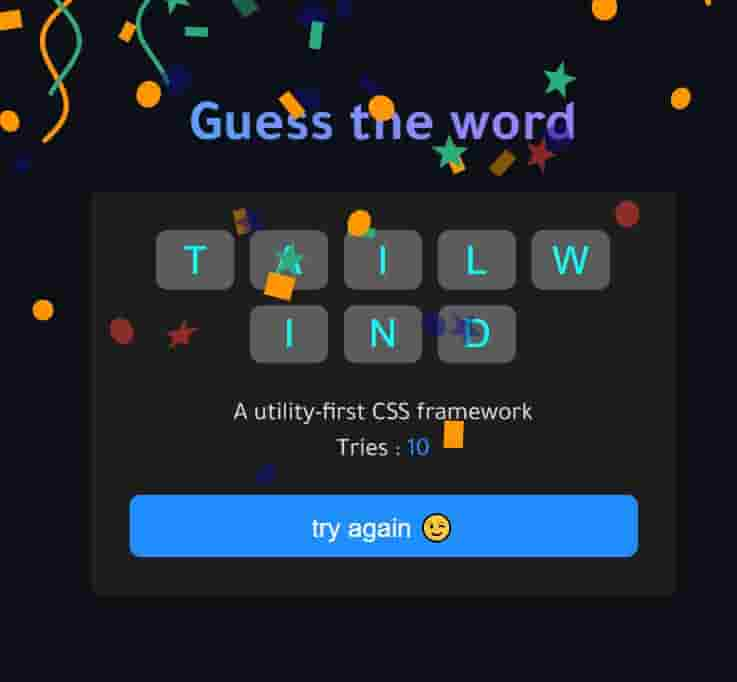 Guess the word
T A I L W
I N D
A utility-first CSS framework
Tries : 10
try again 😉